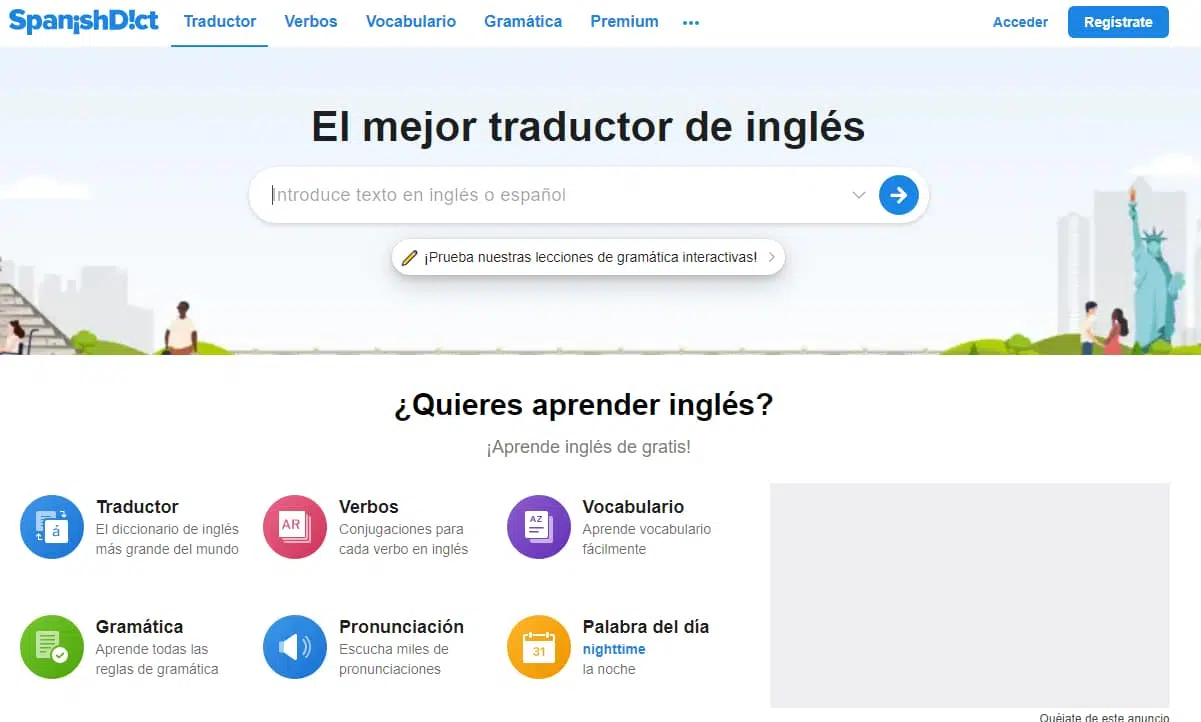 SpanishD!ct
Traductor
Verbos
Vocabulario
Gramática
Premium
Acceder
Regístrate
El mejor traductor de inglés
Introduce texto en inglés o español
¡Prueba nuestras lecciones de gramática interactivas!
¿Quieres aprender inglés?
¡Aprende inglés de gratis!
á
Traductor
El diccionario de inglés
más grande del mundo
AR
Verbos
Conjugaciones para
cada verbo en inglés
AZ
Vocabulario
Aprende vocabulario
fácilmente
Gramática
Aprende todas las
reglas de gramática
Pronunciación
Escucha miles de
pronunciaciones
31
Palabra del día
nighttime
la noche
Quéjate de este anuncio